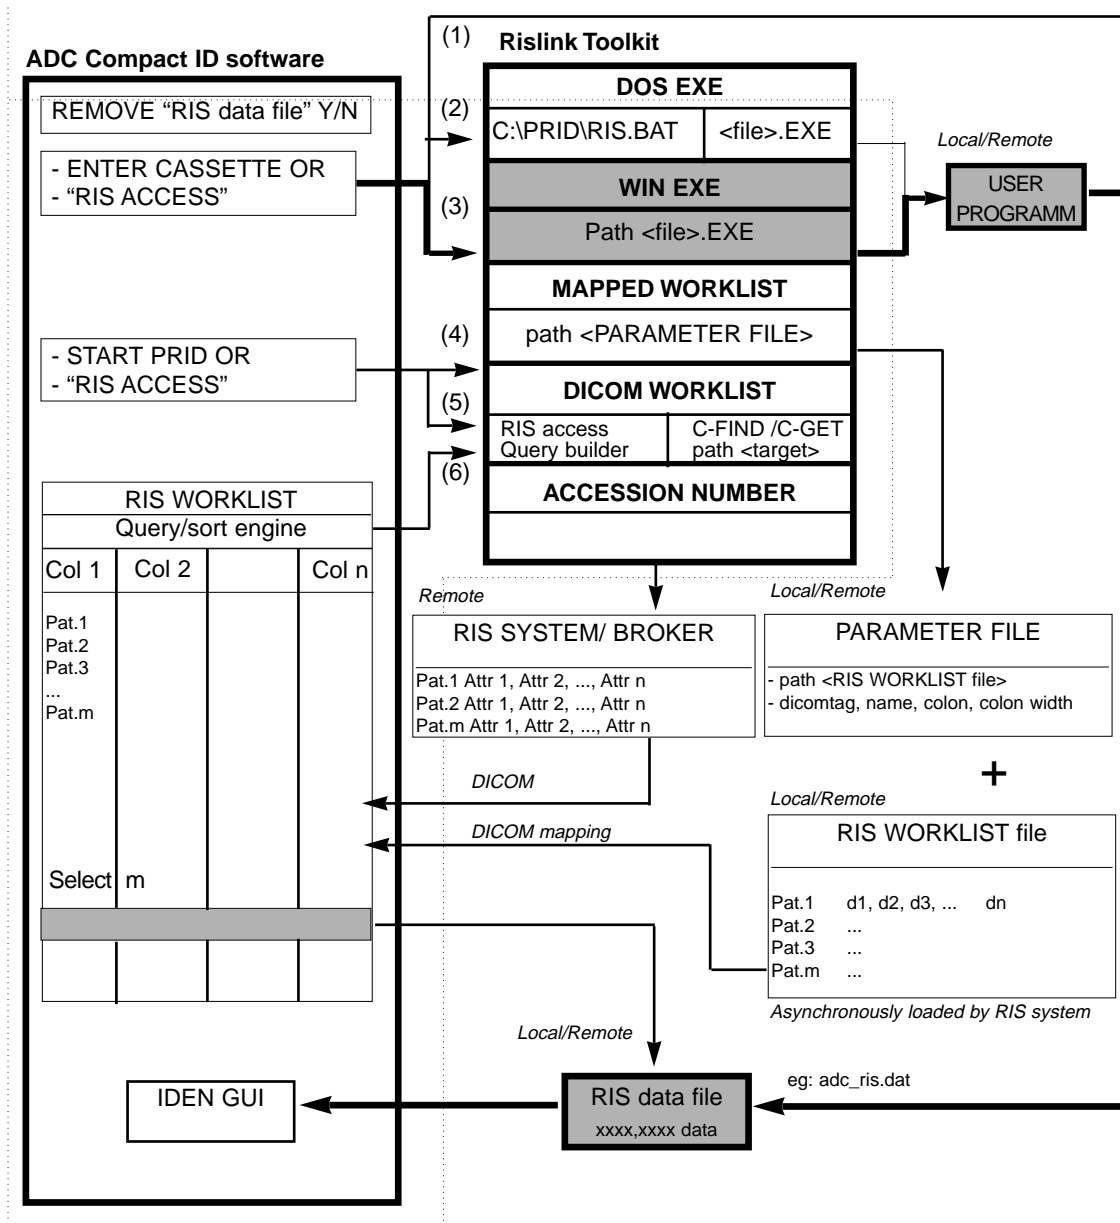 ADC Compact ID software
REMOVE “RIS data file” Y/N
- ENTER CASSETTE OR
- “RIS ACCESS”
- START PRID OR
- “RIS ACCESS”
RIS WORKLIST
Query/sort engine
Col 1 Col 2 Col n
Pat.1
Pat.2
Pat.3
...
Pat.m
Select m
IDEN GUI
(1)
(2)
(3)
(4)
(5)
(6)
Rislink Toolkit
DOS EXE
C:\PRID\RIS.BAT <file>.EXE
WIN EXE
Path <file>.EXE
MAPPED WORKLIST
path <PARAMETER FILE>
DICOM WORKLIST
RIS access C-FIND /C-GET
Query builder path <target>
ACCESSION NUMBER
Local/Remote
USER
PROGRAMM
Remote
RIS SYSTEM/ BROKER
Pat.1 Attr 1, Attr 2, ..., Attr n
Pat.2 Attr 1, Attr 2, ..., Attr n
Pat.m Attr 1, Attr 2, ..., Attr n
Local/Remote
PARAMETER FILE
- path <RIS WORKLIST file>
- dicomtag, name, colon, colon width
+
DICOM
DICOM mapping
Local/Remote
RIS WORKLIST file
Pat.1 d1, d2, d3, ... dn
Pat.2 ...
Pat.3 ...
Pat.m ...
Asynchronously loaded by RIS system
Local/Remote
RIS data file
xxxx,xxxx data
eg: adc_ris.dat